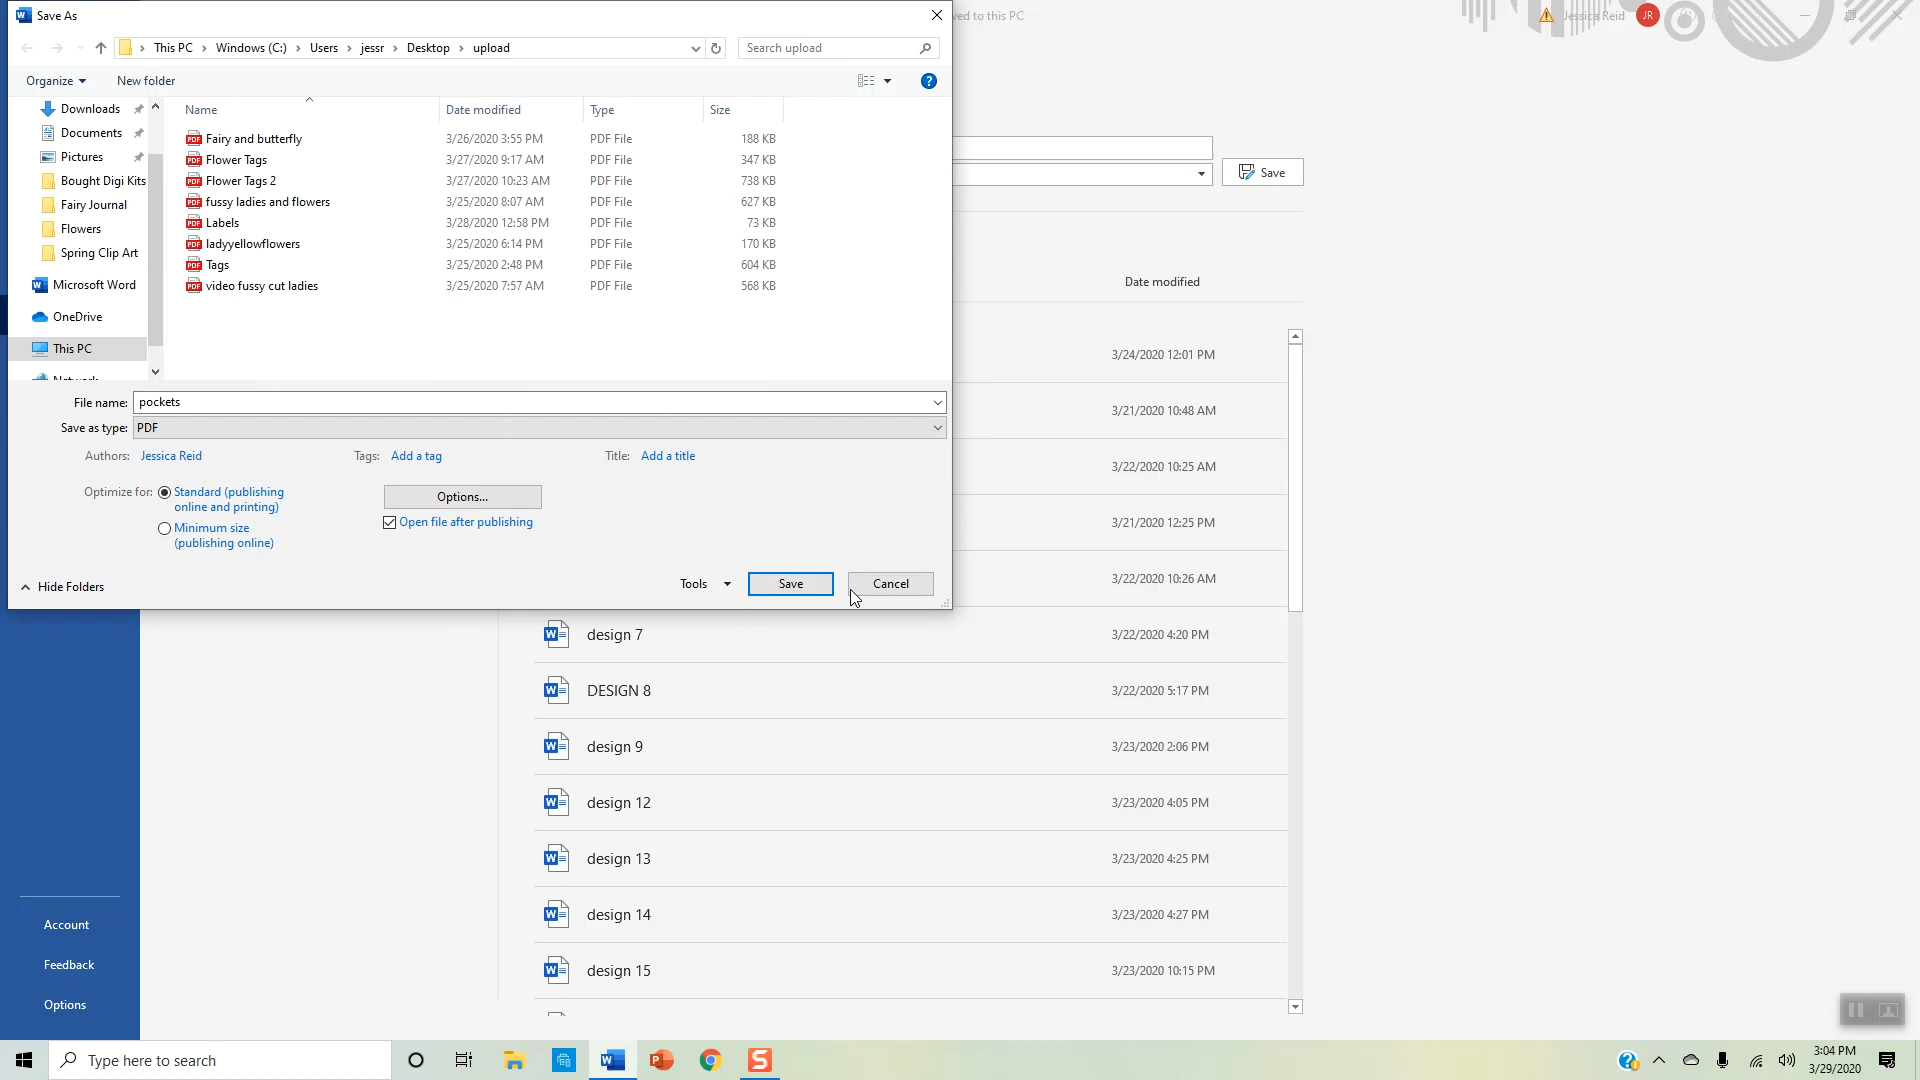 Save As
ved to this PC
Jessica Reid
JR
This PC
Windows (C:)
Users
jessr
Desktop
upload
Search upload
Organize
New folder
?
Downloads
Documents
Pictures
Bought Digi Kits
Fairy Journal
Flowers
Spring Clip Art
Microsoft Word
OneDrive
This PC
Network
Name Date modified Type Size
Fairy and butterfly 3/26/2020 3:55 PM PDF File 188 KB
Flower Tags 3/27/2020 9:17 AM PDF File 347 KB
Flower Tags 2 3/27/2020 10:23 AM PDF File 738 KB
fussy ladies and flowers 3/25/2020 8:07 AM PDF File 627 KB
Labels 3/28/2020 12:58 PM PDF File 73 KB
ladyyellowflowers 3/25/2020 6:14 PM PDF File 170 KB
Tags 3/25/2020 2:48 PM PDF File 604 KB
video fussy cut ladies 3/25/2020 7:57 AM PDF File 568 KB
File name: pockets
Save as type: PDF
Authors: Jessica Reid Tags: Add a tag Title: Add a title
Optimize for: Standard (publishing
online and printing)
Minimum size
(publishing online)
Options...
Open file after publishing
Hide Folders
Tools
Save
Cancel
Save
Date modified
3/24/2020 12:01 PM
3/21/2020 10:48 AM
3/22/2020 10:25 AM
3/21/2020 12:25 PM
3/22/2020 10:26 AM
design 7 3/22/2020 4:20 PM
DESIGN 8 3/22/2020 5:17 PM
design 9 3/23/2020 2:06 PM
design 12 3/23/2020 4:05 PM
design 13 3/23/2020 4:25 PM
design 14 3/23/2020 4:27 PM
design 15 3/23/2020 10:15 PM
Account
Feedback
Options
Type here to search
3:04 PM
3/29/2020